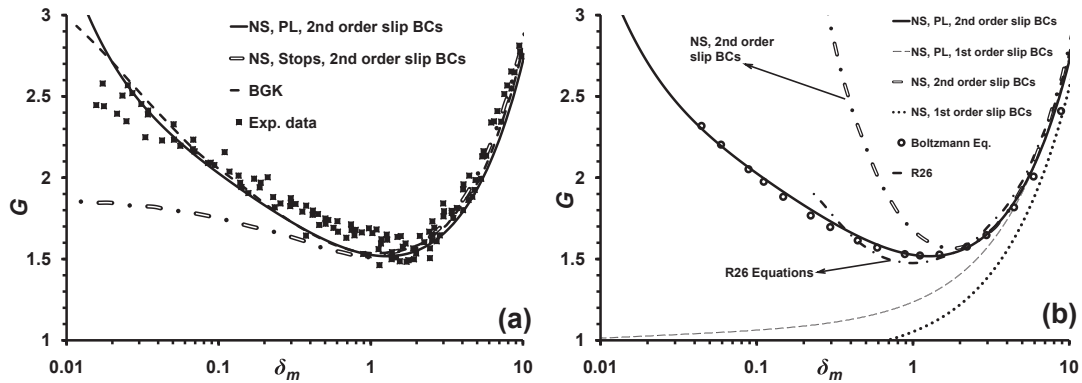 3
2.5
2
1.5
1
G
0.01
0.1
1
10
δm
NS, PL, 2nd order slip BCs
NS, Stops, 2nd order slip BCs
BGK
Exp. data
(a)
3
2.5
2
1.5
1
G
0.01
0.1
1
10
δm
NS, 2nd order
slip BCs
NS, PL, 2nd order slip BCs
NS, PL, 1st order slip BCs
NS, 2nd order slip BCs
NS, 1st order slip BCs
Boltzmann Eq.
R26
R26 Equations
(b)